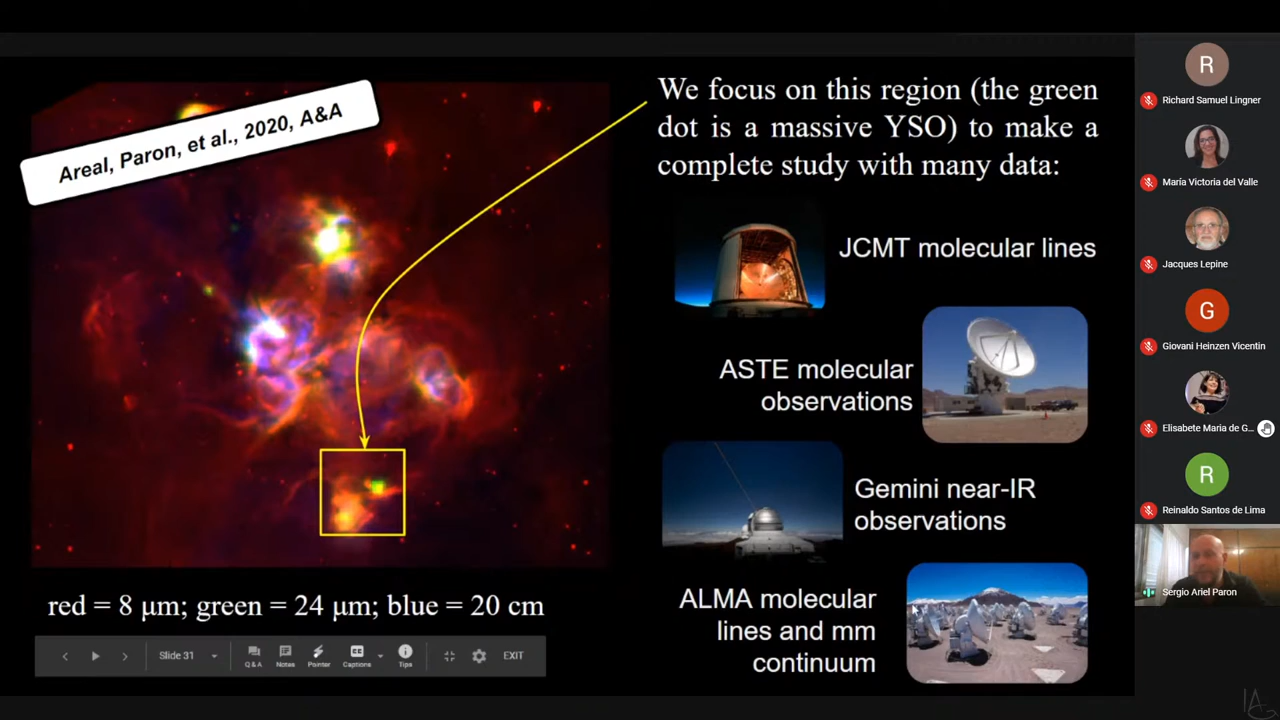 Areal, Paron, et al., 2020, A&A
We focus on this region (the green
dot is a massive YSO) to make a
complete study with many data:
JCMT molecular lines
ASTE molecular
observations
Gemini near-IR
observations
ALMA molecular
lines and mm
continuum
red = 8 μm; green = 24 μm; blue = 20 cm
Slide 31
Q & A
Notes
Pointer
Captions
Tips
EXIT
R
Richard Samuel Lingner
María Victoria del Valle
Jacques Lepine
G
Giovani Heinzen Vicentin
Elisabete Maria de G...
R
Reinaldo Santos de Lima
Sergio Ariel Paron
IAG